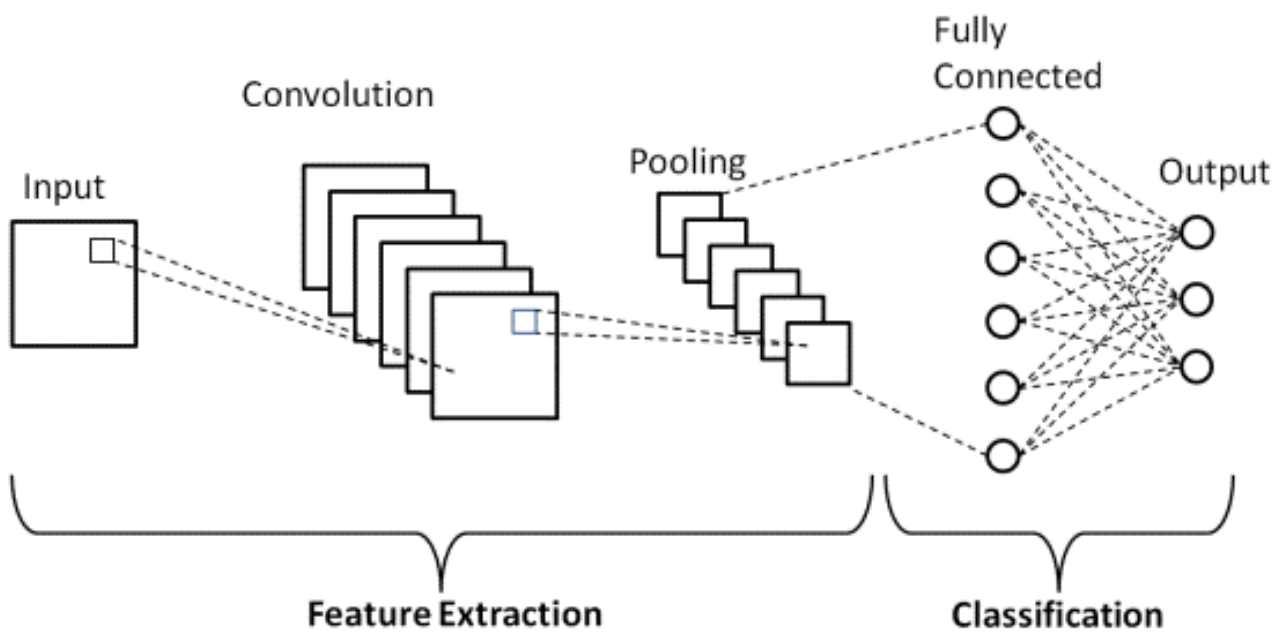 Input
Convolution
Pooling
Fully
Connected
Output
Feature Extraction
Classification